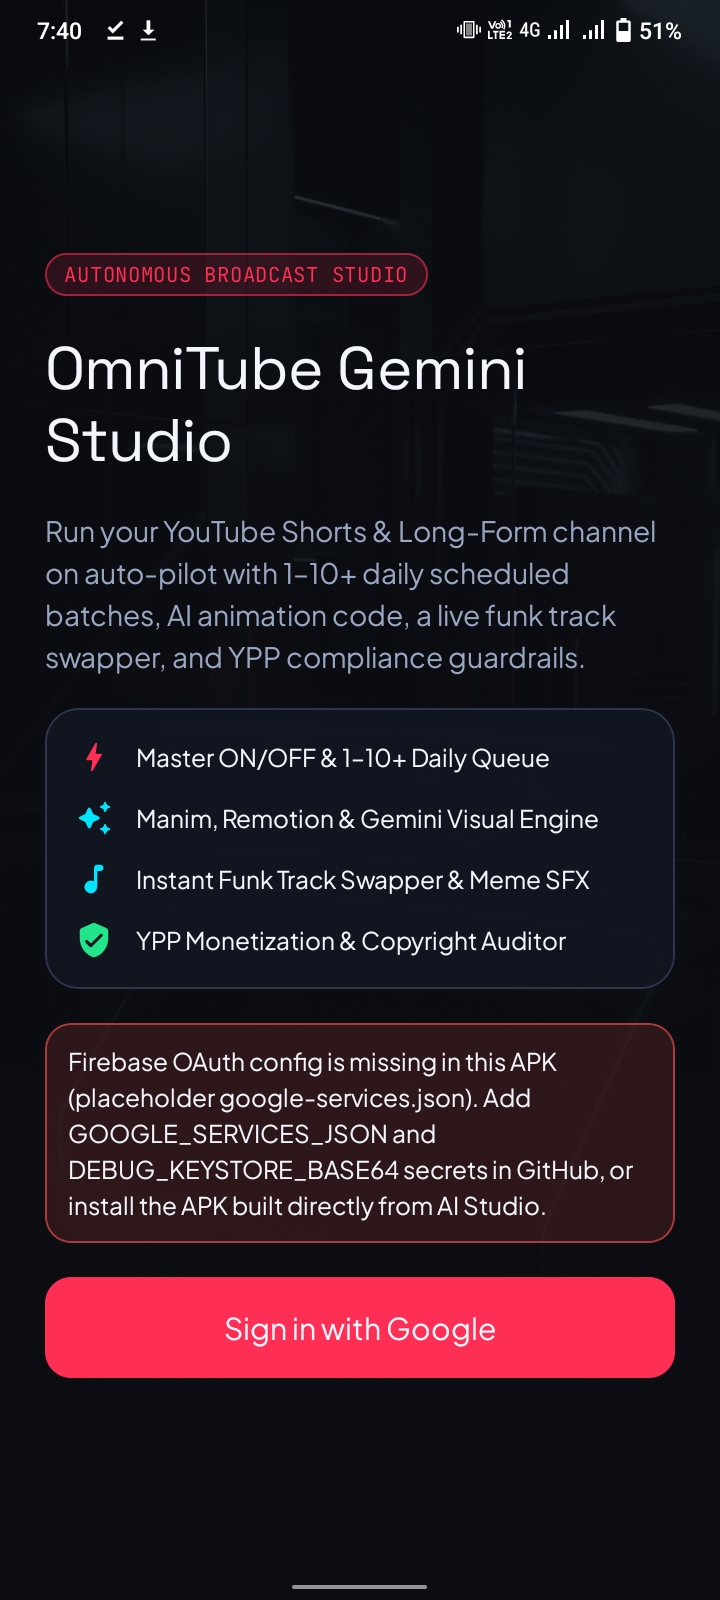 7:40
Vo))1 LTE2 4G 51%
AUTONOMOUS BROADCAST STUDIO
OmniTube Gemini
Studio
Run your YouTube Shorts & Long-Form channel
on auto-pilot with 1–10+ daily scheduled
batches, AI animation code, a live funk track
swapper, and YPP compliance guardrails.
Master ON/OFF & 1–10+ Daily Queue
Manim, Remotion & Gemini Visual Engine
Instant Funk Track Swapper & Meme SFX
YPP Monetization & Copyright Auditor
Firebase OAuth config is missing in this APK
(placeholder google-services.json). Add
GOOGLE_SERVICES_JSON and
DEBUG_KEYSTORE_BASE64 secrets in GitHub, or
install the APK built directly from AI Studio.
Sign in with Google